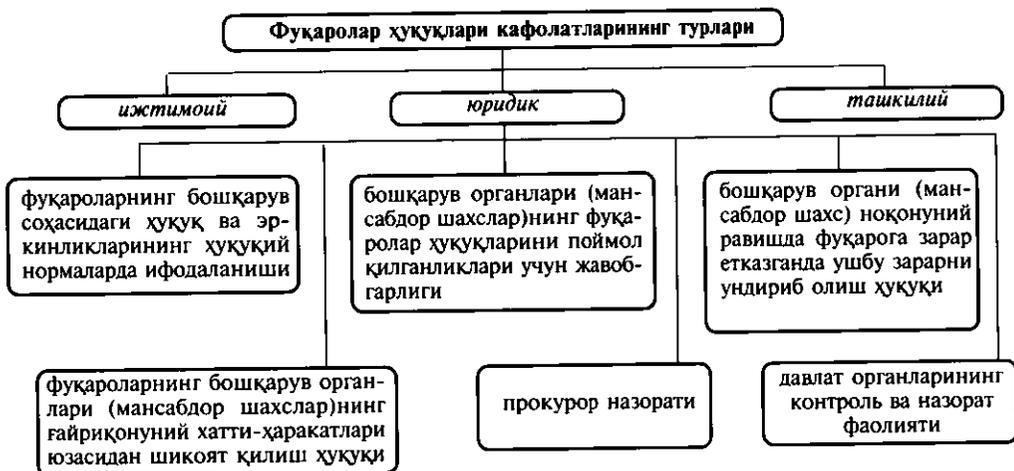 Фуқаролар ҳуқуқлари кафолатларининг турлари
ижтимоий
юридик
ташкилий
фуқароларнинг бошқарув
соҳасидаги ҳуқуқ ва эр-
кинликларининг ҳуқуқий
нормаларда ифодаланиши
бошқарув органлари (ман-
сабдор шахслар)нинг фуқа-
ролар ҳуқуқларини поймол
қилганликлари учун жавоб-
гарлиги
бошқарув органи (ман-
сабдор шахс) ноқонуний
равишда фуқарога зарар
етказганда ушбу зарарни
ундириб олиш ҳуқуқи
фуқароларнинг бошқарув орган-
лари (мансабдор шахслар)нинг
ғайриқонуний хатти-ҳаракатлари
юзасидан шикоят қилиш ҳуқуқи
прокурор назорати
давлат органларининг
контроль ва назорат
фаолияти